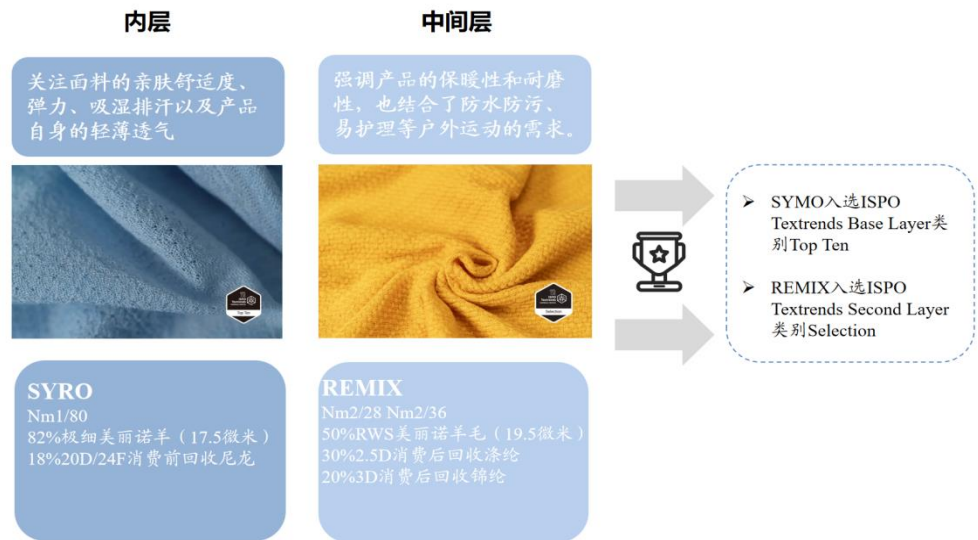 内层
中间层
关注面料的亲肤舒适度、
弹力、吸湿排汗以及产品
自身的轻薄透气
强调产品的保暖性和耐磨
性，也结合了防水防污、
易护理等户外运动的需求。
Top Ten
Selection
➢ SYMO入选ISPO
Textrends Base Layer类
别Top Ten
➢ REMIX入选ISPO
Textrends Second Layer
类别Selection
SYRO
Nm1/80
82%极细美丽诺羊（17.5微米）
18%20D/24F消费前回收尼龙
REMIX
Nm2/28 Nm2/36
50%RWS美丽诺羊毛（19.5微米）
30%2.5D消费后回收涤纶
20%3D消费后回收锦纶